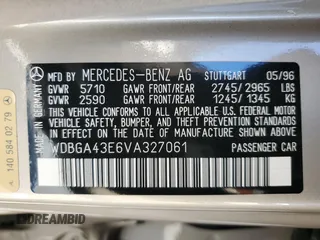 MFD BY MERCEDES-BENZ AG STUTTGART 05/96
GVWR 5710 GAWR FRONT/REAR 2745/2965 LBS
GVWR 2590 GAWR FRONT/REAR 1245/1345 KG
THIS VEHICLE CONFORMS TO ALL APPLICABLE U.S. FEDERAL MOTOR VEHICLE
SAFETY, BUMPER, AND THEFT PREVENTION STANDARDS IN
EFFECT ON THE DATE OF MANUFACTURE SHOWN ABOVE.
WDBGA43E6VA327061 PASSENGER CAR
MADE IN GERMANY
A 140 584 02 79
DREAMBID